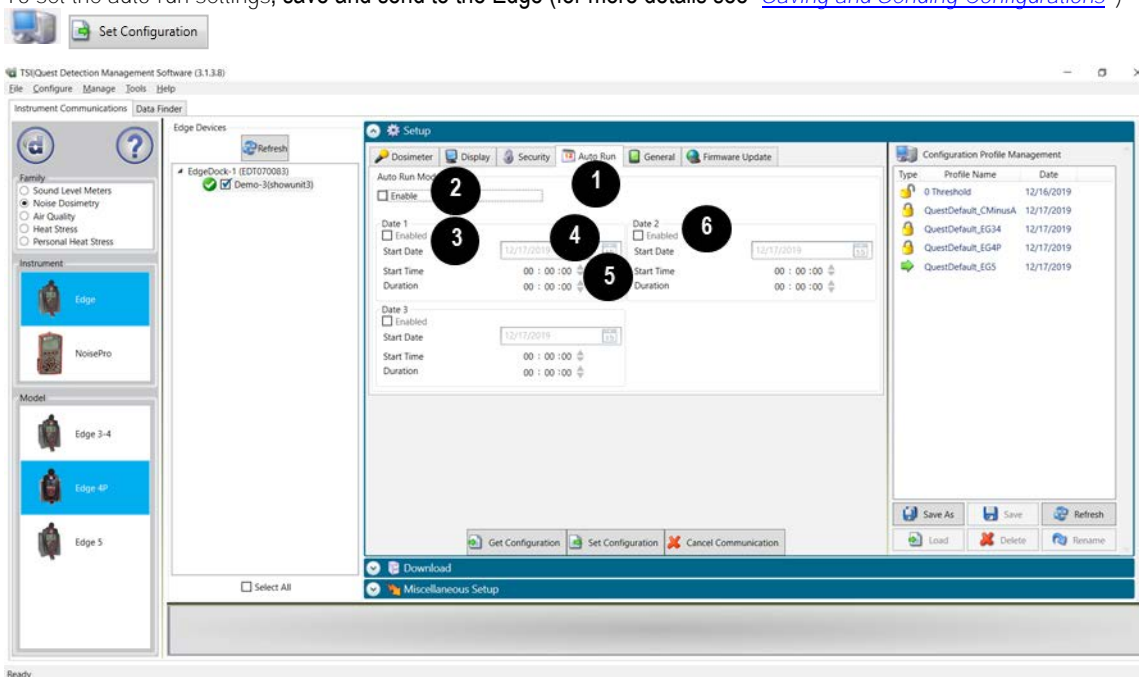 To set the auto run settings, save and send to the Edge (for more details see "Saving and Sending Configurations")
Set Configuration
TSI|Quest Detection Management Software (3.1.3.8)
File Configure Manage Tools Help
Instrument Communications Data Finder
Family
Sound Level Meters
Noise Dosimetry
Air Quality
Heat Stress
Personal Heat Stress
Instrument
Edge
NoisePro
Model
Edge 3-4
Edge 4P
Edge 5
Edge Devices
Refresh
EdgeDock-1 (EDT070083)
Demo-3(showunit3)
Select All
Setup
Dosimeter Display Security Auto Run General Firmware Update
1
Auto Run Mod
Enable
2
Date 1
Enabled
3
Start Date 12/17/2019 15
4
Start Time 00 : 00 :00
5
Duration 00 : 00 :00
Date 2
Enabled
6
Start Date 12/17/2019 15
Start Time 00 : 00 :00
Duration 00 : 00 :00
Date 3
Enabled
Start Date 12/17/2019 15
Start Time 00 : 00 :00
Duration 00 : 00 :00
Get Configuration Set Configuration Cancel Communication
Download
Miscellaneous Setup
Configuration Profile Management
Type Profile Name Date
0 Threshold 12/16/2019
QuestDefault_CMinusA 12/17/2019
QuestDefault_EG34 12/17/2019
QuestDefault_EG4P 12/17/2019
QuestDefault_EG5 12/17/2019
Save As Save Refresh
Load Delete Rename
Ready